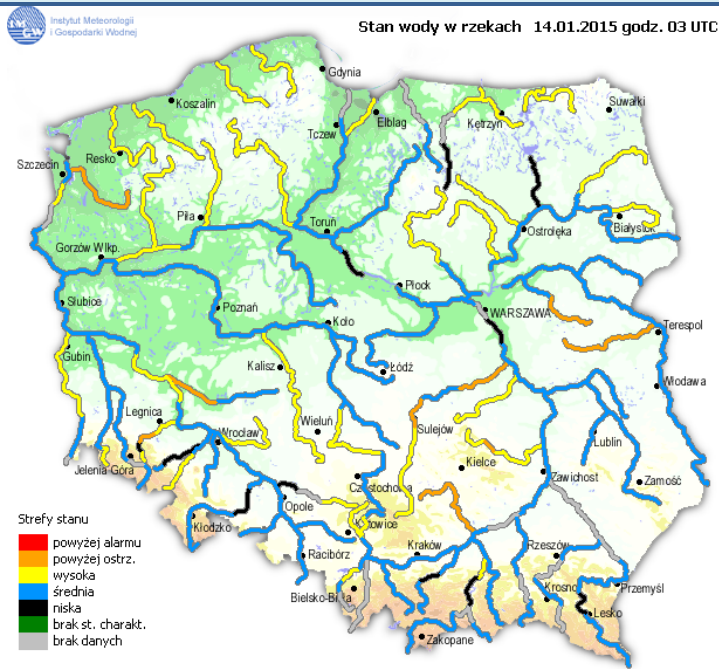 IMGW
Instytut Meteorologii
i Gospodarki Wodnej
Stan wody w rzekach 14.01.2015 godz. 03 UTC
Gdynia
Koszalin
Suwałki
Elbląg
Kętrzyn
Tczew
Resko
Szczecin
Piła
Toruń
Białystok
Ostrołęka
Gorzów Wlkp.
Płock
Słubice
Poznań
Koło
WARSZAWA
Terespol
Gubin
Kalisz
Łódź
Włodawa
Legnica
Wieluń
Sulejów
Wrocław
Lublin
Jelenia Góra
Kielce
Zawichost
Zamość
Częstochowa
Opole
Strefy stanu
Kłodzko
Katowice
powyżej alarmu
Racibórz
Kraków
Rzeszów
powyżej ostrz.
wysoka
Bielsko-Biała
Krosno
Przemyśl
średnia
niska
Lesko
brak st. charakt.
Zakopane
brak danych